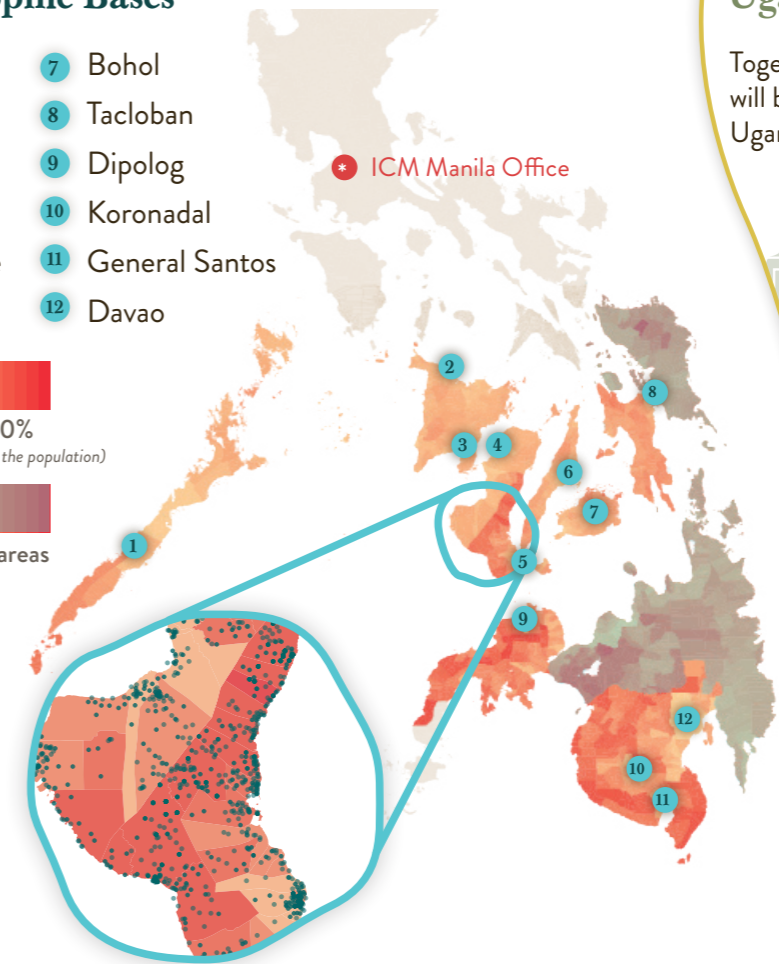 7 Bohol
8 Tacloban
9 Dipolog
10 Koronadal
11 General Santos
12 Davao
0%
the population)
areas
* ICM Manila Office
Uga
Toge
will b
Ugar
1
2
3
4
5
6
7
8
9
10
11
12
Bases